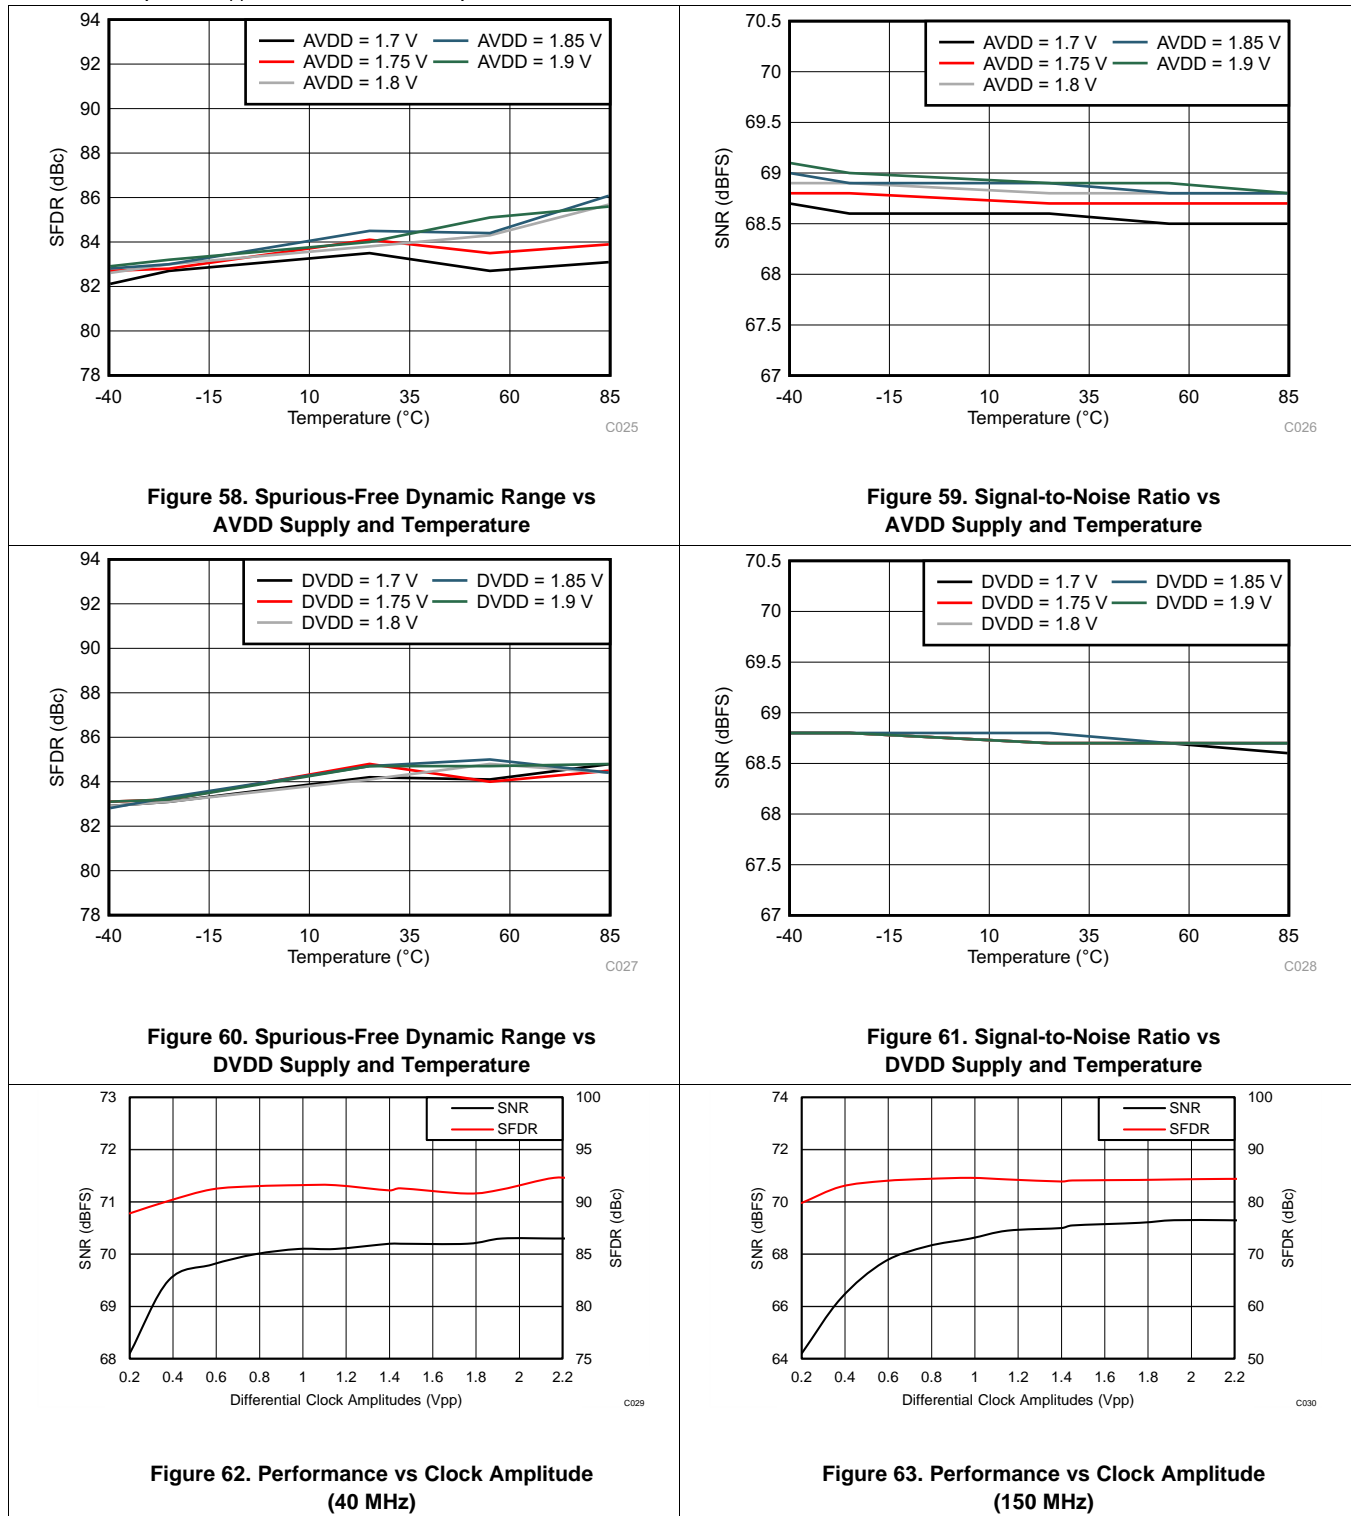 94
92
90
88
86
84
82
80
78
SFDR (dBc)
AVDD = 1.7 V
AVDD = 1.85 V
AVDD = 1.75 V
AVDD = 1.9 V
AVDD = 1.8 V
-40 -15 10 35 60 85
Temperature (°C)
C025
Figure 58. Spurious-Free Dynamic Range vs
AVDD Supply and Temperature
70.5
70
69.5
69
68.5
68
67.5
67
SNR (dBFS)
AVDD = 1.7 V
AVDD = 1.85 V
AVDD = 1.75 V
AVDD = 1.9 V
AVDD = 1.8 V
-40 -15 10 35 60 85
Temperature (°C)
C026
Figure 59. Signal-to-Noise Ratio vs
AVDD Supply and Temperature
94
92
90
88
86
84
82
80
78
SFDR (dBc)
DVDD = 1.7 V
DVDD = 1.85 V
DVDD = 1.75 V
DVDD = 1.9 V
DVDD = 1.8 V
-40 -15 10 35 60 85
Temperature (°C)
C027
Figure 60. Spurious-Free Dynamic Range vs
DVDD Supply and Temperature
70.5
70
69.5
69
68.5
68
67.5
67
SNR (dBFS)
DVDD = 1.7 V
DVDD = 1.85 V
DVDD = 1.75 V
DVDD = 1.9 V
DVDD = 1.8 V
-40 -15 10 35 60 85
Temperature (°C)
C028
Figure 61. Signal-to-Noise Ratio vs
DVDD Supply and Temperature
73
72
71
70
69
68
SNR (dBFS)
SNR
SFDR
100
95
90
85
80
75
SFDR (dBc)
0.2 0.4 0.6 0.8 1 1.2 1.4 1.6 1.8 2 2.2
Differential Clock Amplitudes (Vpp)
C029
Figure 62. Performance vs Clock Amplitude
(40 MHz)
74
72
70
68
66
64
SNR (dBFS)
SNR
SFDR
100
90
80
70
60
50
SFDR (dBc)
0.2 0.4 0.6 0.8 1 1.2 1.4 1.6 1.8 2 2.2
Differential Clock Amplitudes (Vpp)
C030
Figure 63. Performance vs Clock Amplitude
(150 MHz)